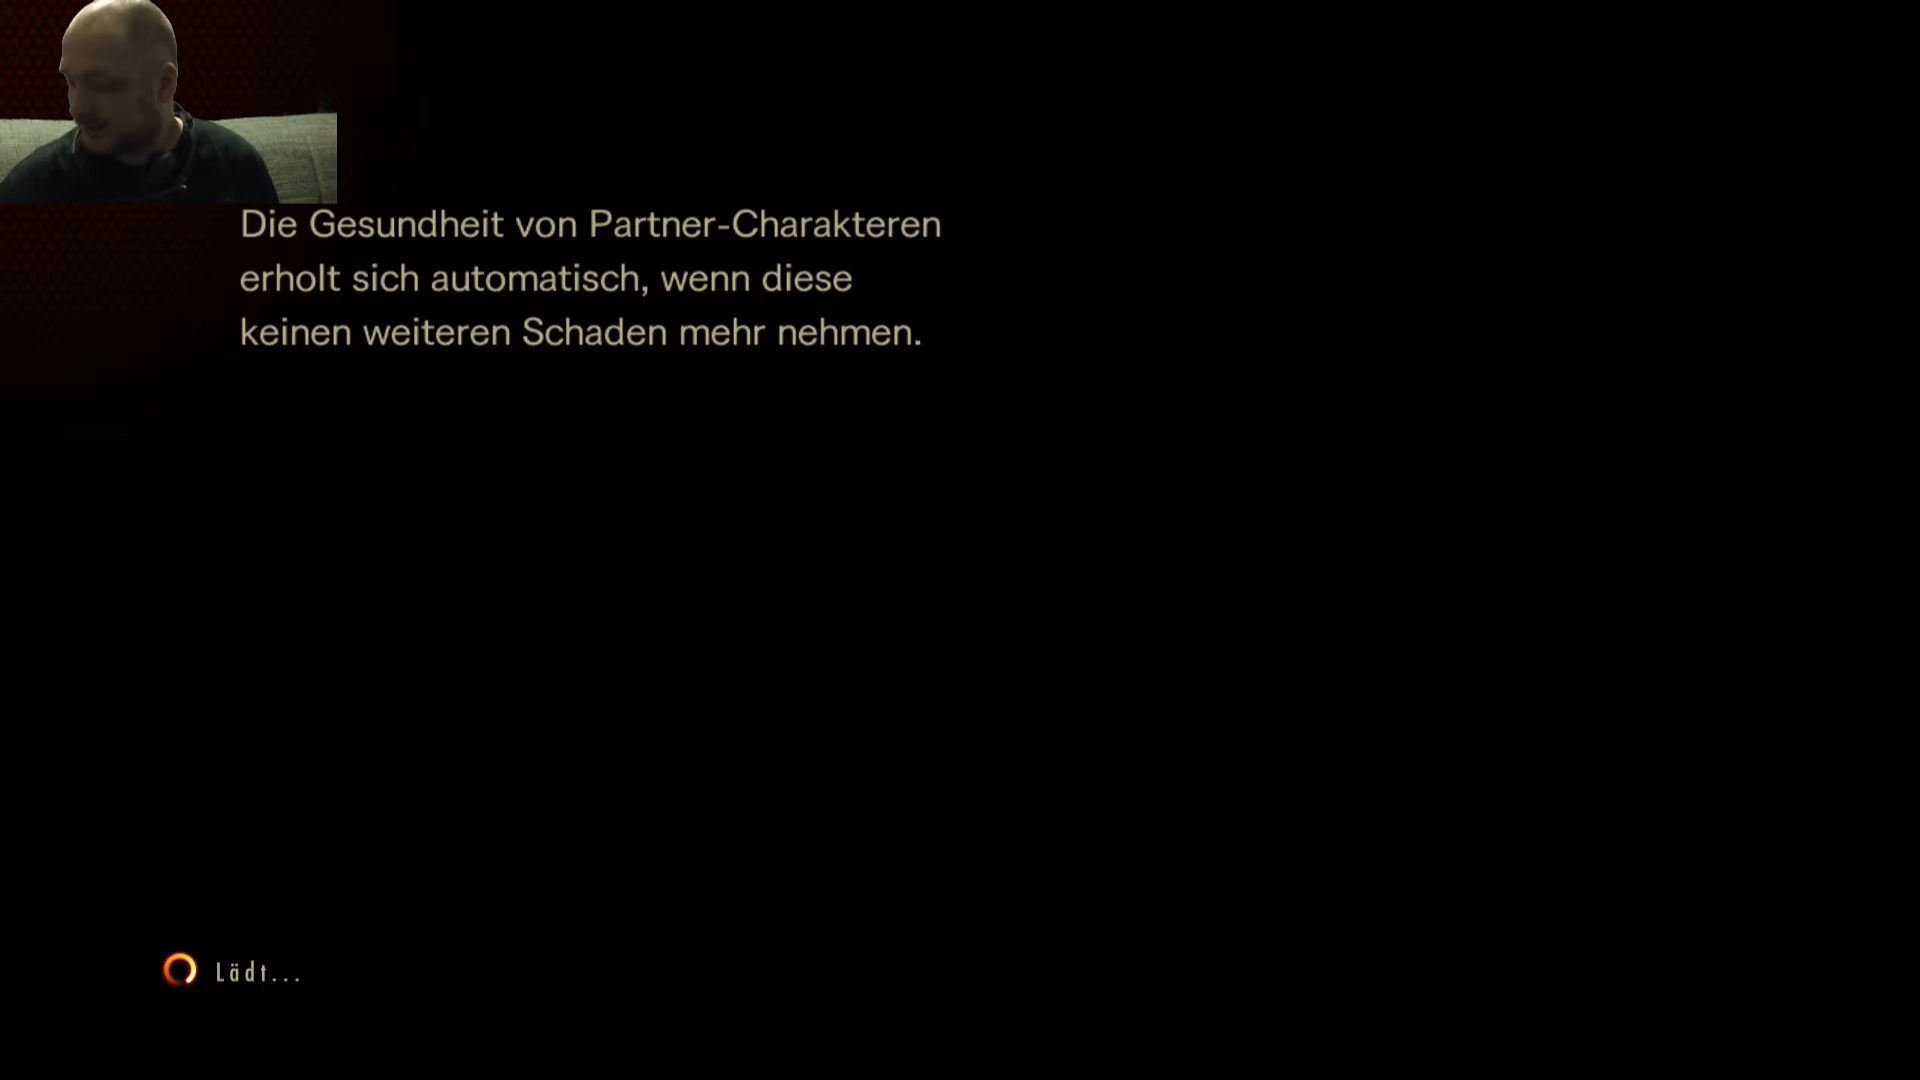 Die Gesundheit von Partner-Charakteren
erholt sich automatisch, wenn diese
keinen weiteren Schaden mehr nehmen.
Lädt...